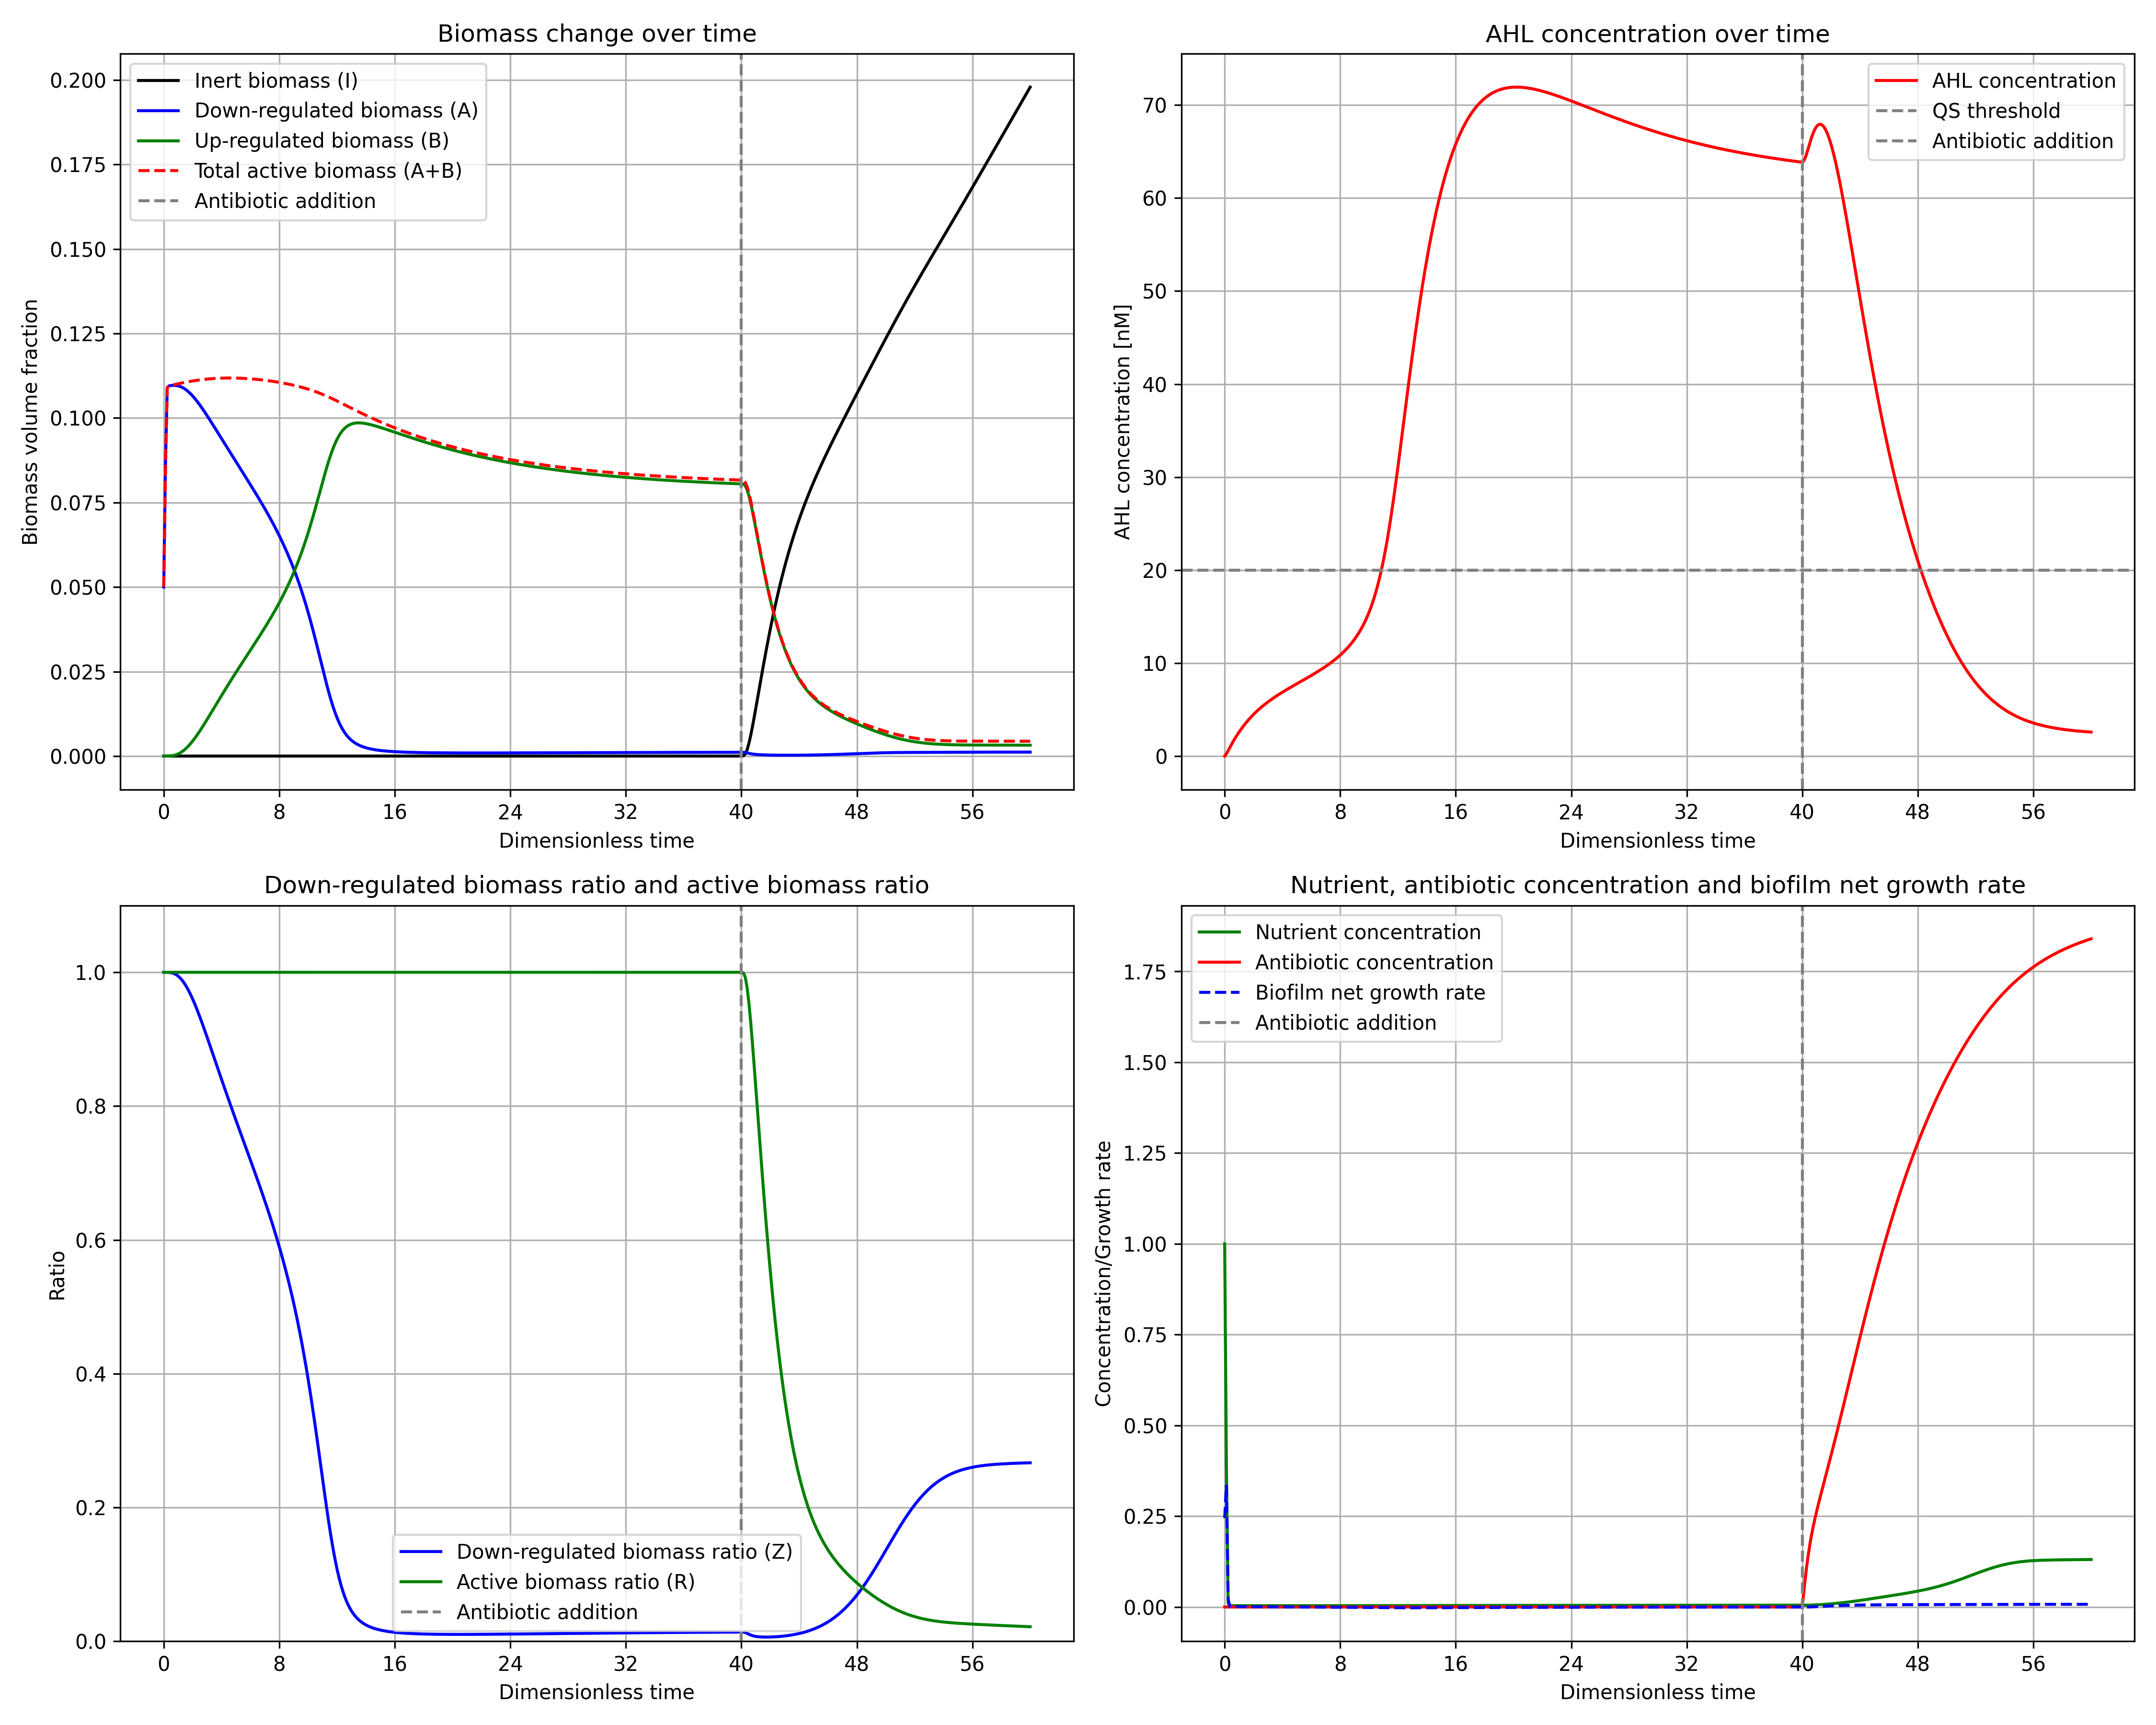 Biomass change over time
Biomass volume fraction
0.200
0.175
0.150
0.125
0.100
0.075
0.050
0.025
0.000
Inert biomass (I)
Down-regulated biomass (A)
Up-regulated biomass (B)
Total active biomass (A+B)
Antibiotic addition
0 8 16 24 32 40 48 56
Dimensionless time
AHL concentration over time
AHL concentration [nM]
70
60
50
40
30
20
10
0
AHL concentration
QS threshold
Antibiotic addition
0 8 16 24 32 40 48 56
Dimensionless time
Down-regulated biomass ratio and active biomass ratio
Ratio
1.0
0.8
0.6
0.4
0.2
0.0
Down-regulated biomass ratio (Z)
Active biomass ratio (R)
Antibiotic addition
0 8 16 24 32 40 48 56
Dimensionless time
Nutrient, antibiotic concentration and biofilm net growth rate
Concentration/Growth rate
1.75
1.50
1.25
1.00
0.75
0.50
0.25
0.00
Nutrient concentration
Antibiotic concentration
Biofilm net growth rate
Antibiotic addition
0 8 16 24 32 40 48 56
Dimensionless time